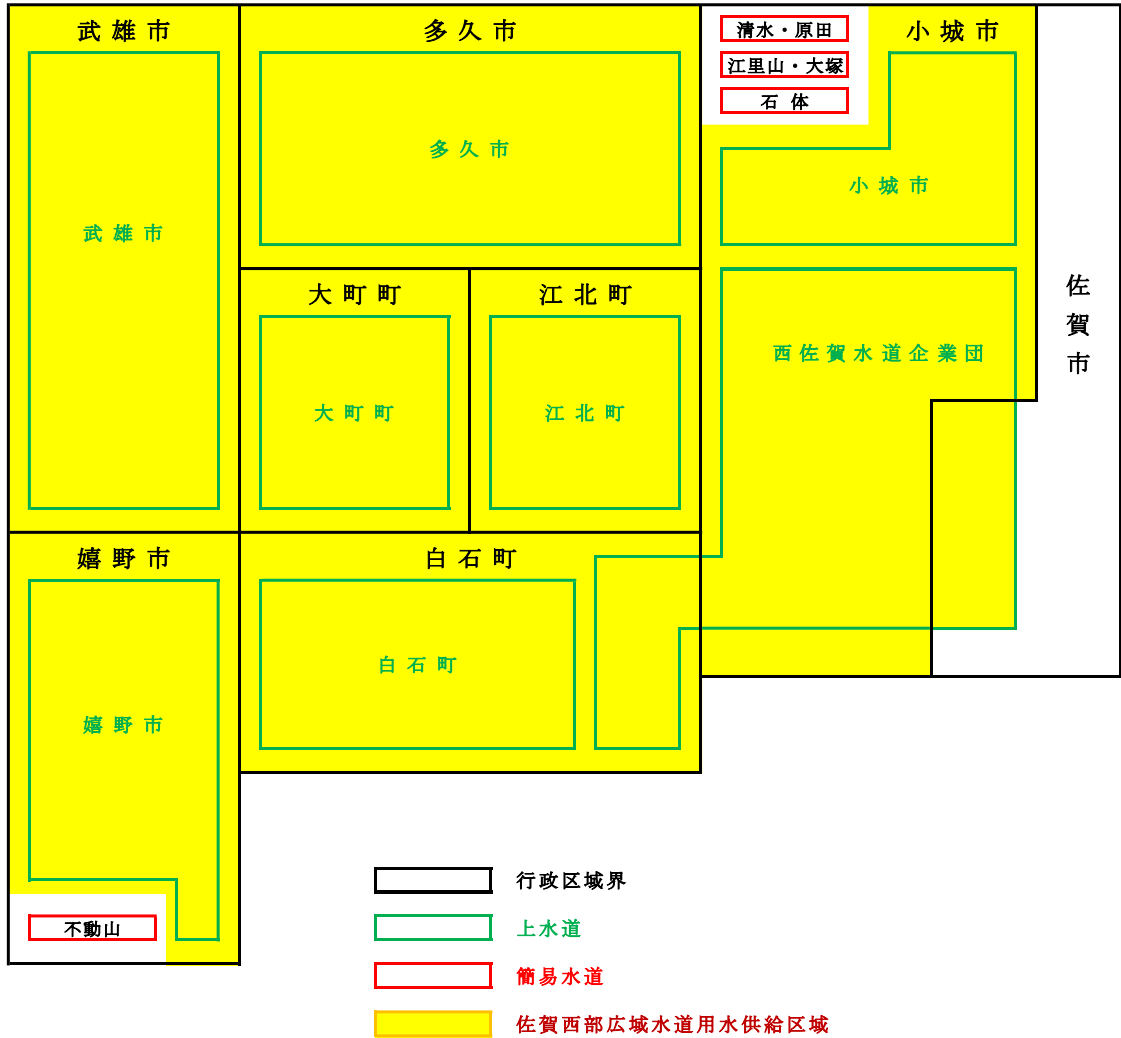 武雄市
多久市
清水・原田
江里山・大塚
石体
小城市
多久市
小城市
武雄市
佐賀市
大町町
江北町
西佐賀水道企業団
大町町
江北町
嬉野市
白石町
白石町
嬉野市
不動山
行政区域界
上水道
簡易水道
佐賀西部広域水道用水供給区域